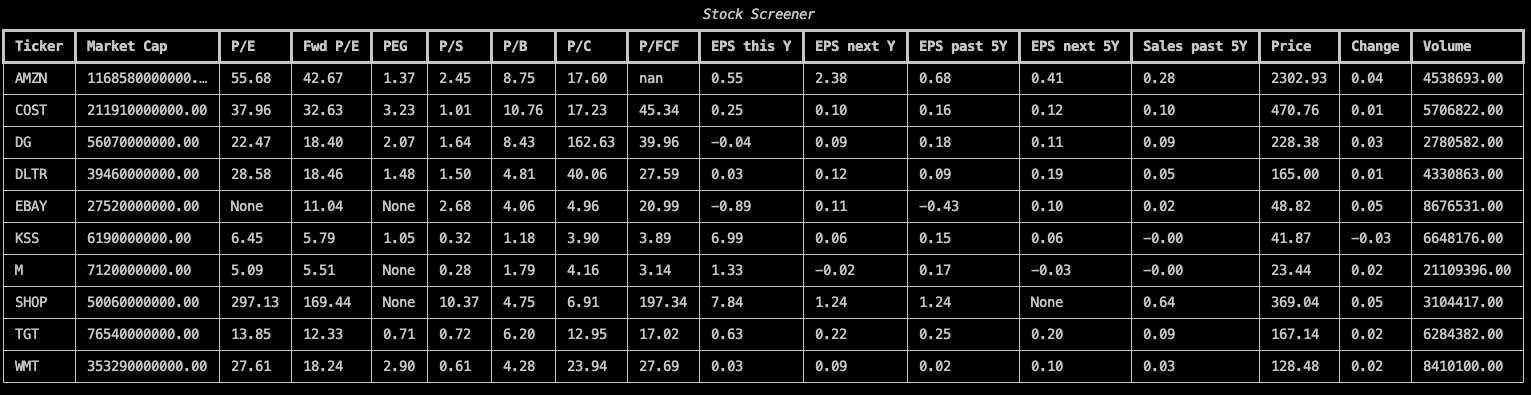 Stock Screener
Ticker Market Cap P/E Fwd P/E PEG P/S P/B P/C P/FCF EPS this Y EPS next Y EPS past 5Y EPS next 5Y Sales past 5Y Price Change Volume
AMZN 1168580000000.… 55.68 42.67 1.37 2.45 8.75 17.60 nan 0.55 2.38 0.68 0.41 0.28 2302.93 0.04 4538693.00
COST 211910000000.00 37.96 32.63 3.23 1.01 10.76 17.23 45.34 0.25 0.10 0.16 0.12 0.10 470.76 0.01 5706822.00
DG 56070000000.00 22.47 18.40 2.07 1.64 8.43 162.63 39.96 -0.04 0.09 0.18 0.11 0.09 228.38 0.03 2780582.00
DLTR 39460000000.00 28.58 18.46 1.48 1.50 4.81 40.06 27.59 0.03 0.12 0.09 0.19 0.05 165.00 0.01 4330863.00
EBAY 27520000000.00 None 11.04 None 2.68 4.06 4.96 20.99 -0.89 0.11 -0.43 0.10 0.02 48.82 0.05 8676531.00
KSS 6190000000.00 6.45 5.79 1.05 0.32 1.18 3.90 3.89 6.99 0.06 0.15 0.06 -0.00 41.87 -0.03 6648176.00
M 7120000000.00 5.09 5.51 None 0.28 1.79 4.16 3.14 1.33 -0.02 0.17 -0.03 -0.00 23.44 0.02 21109396.00
SHOP 50060000000.00 297.13 169.44 None 10.37 4.75 6.91 197.34 7.84 1.24 1.24 None 0.64 369.04 0.05 3104417.00
TGT 76540000000.00 13.85 12.33 0.71 0.72 6.20 12.95 17.02 0.63 0.22 0.25 0.20 0.09 167.14 0.02 6284382.00
WMT 353290000000.00 27.61 18.24 2.90 0.61 4.28 23.94 27.69 0.03 0.09 0.02 0.10 0.03 128.48 0.02 8410100.00